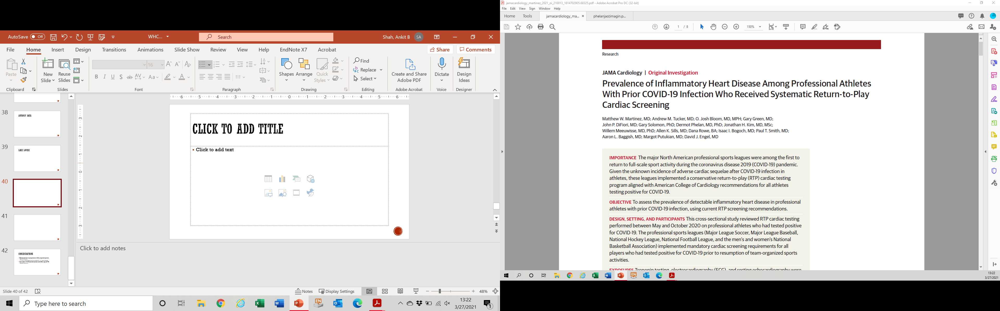 AutoSave Off
WHC...
Search
Shah, Ankit B
SA
File Home Insert Design Transitions Animations Slide Show Review View Help EndNote X7 Acrobat
Share
Comments
Paste
New Slide
Reuse Slides
16
Shapes
Arrange
Quick Styles
Find
Replace
Select
Create and Share Adobe PDF
Dictate
Design Ideas
Clipboard
Slides
Font
Paragraph
Drawing
Editing
Adobe Acrobat
Voice
Designer
38
AUTOPSY DATA
39
LAKE LOUISE
40
41
42
CONSIDERATIONS
CLICK TO ADD TITLE
Click to add text
Click to add notes
Slide 40 of 42
Notes
Display Settings
48%
Type here to search
13:22
3/27/2021
1
jamacardiology_martinez_2021_oi_210013_1614702905.68325.pdf - Adobe Acrobat Pro DC (32-bit)
File Edit View Sign Window Help
Home Tools jamacardiology_ma... phelanjaccimagin.p...
1 / 8
150%
Research
JAMA Cardiology | Original Investigation
Prevalence of Inflammatory Heart Disease Among Professional Athletes
With Prior COVID-19 Infection Who Received Systematic Return-to-Play
Cardiac Screening
Matthew W. Martinez, MD; Andrew M. Tucker, MD; O. Josh Bloom, MD, MPH; Gary Green, MD;
John P. DiFiori, MD; Gary Solomon, PhD; Dermot Phelan, MD, PhD; Jonathan H. Kim, MD, MSc;
Willem Meeuwisse, MD, PhD; Allen K. Sills, MD; Dana Rowe, BA; Isaac I. Bogoch, MD; Paul T. Smith, MD;
Aaron L. Baggish, MD; Margot Putukian, MD; David J. Engel, MD
IMPORTANCE The major North American professional sports leagues were among the first to
return to full-scale sport activity during the coronavirus disease 2019 (COVID-19) pandemic.
Given the unknown incidence of adverse cardiac sequelae after COVID-19 infection in
athletes, these leagues implemented a conservative return-to-play (RTP) cardiac testing
program aligned with American College of Cardiology recommendations for all athletes
testing positive for COVID-19.
OBJECTIVE To assess the prevalence of detectable inflammatory heart disease in professional
athletes with prior COVID-19 infection, using current RTP screening recommendations.
DESIGN, SETTING, AND PARTICIPANTS This cross-sectional study reviewed RTP cardiac testing
performed between May and October 2020 on professional athletes who had tested positive
for COVID-19. The professional sports leagues (Major League Soccer, Major League Baseball,
National Hockey League, National Football League, and the men's and women's National
Basketball Association) implemented mandatory cardiac screening requirements for all
players who had tested positive for COVID-19 prior to resumption of team-organized sports
activities.
EXPOSURES Troponin testing, electrocardiography (ECG), and resting echocardiography were
13:22
3/27/2021